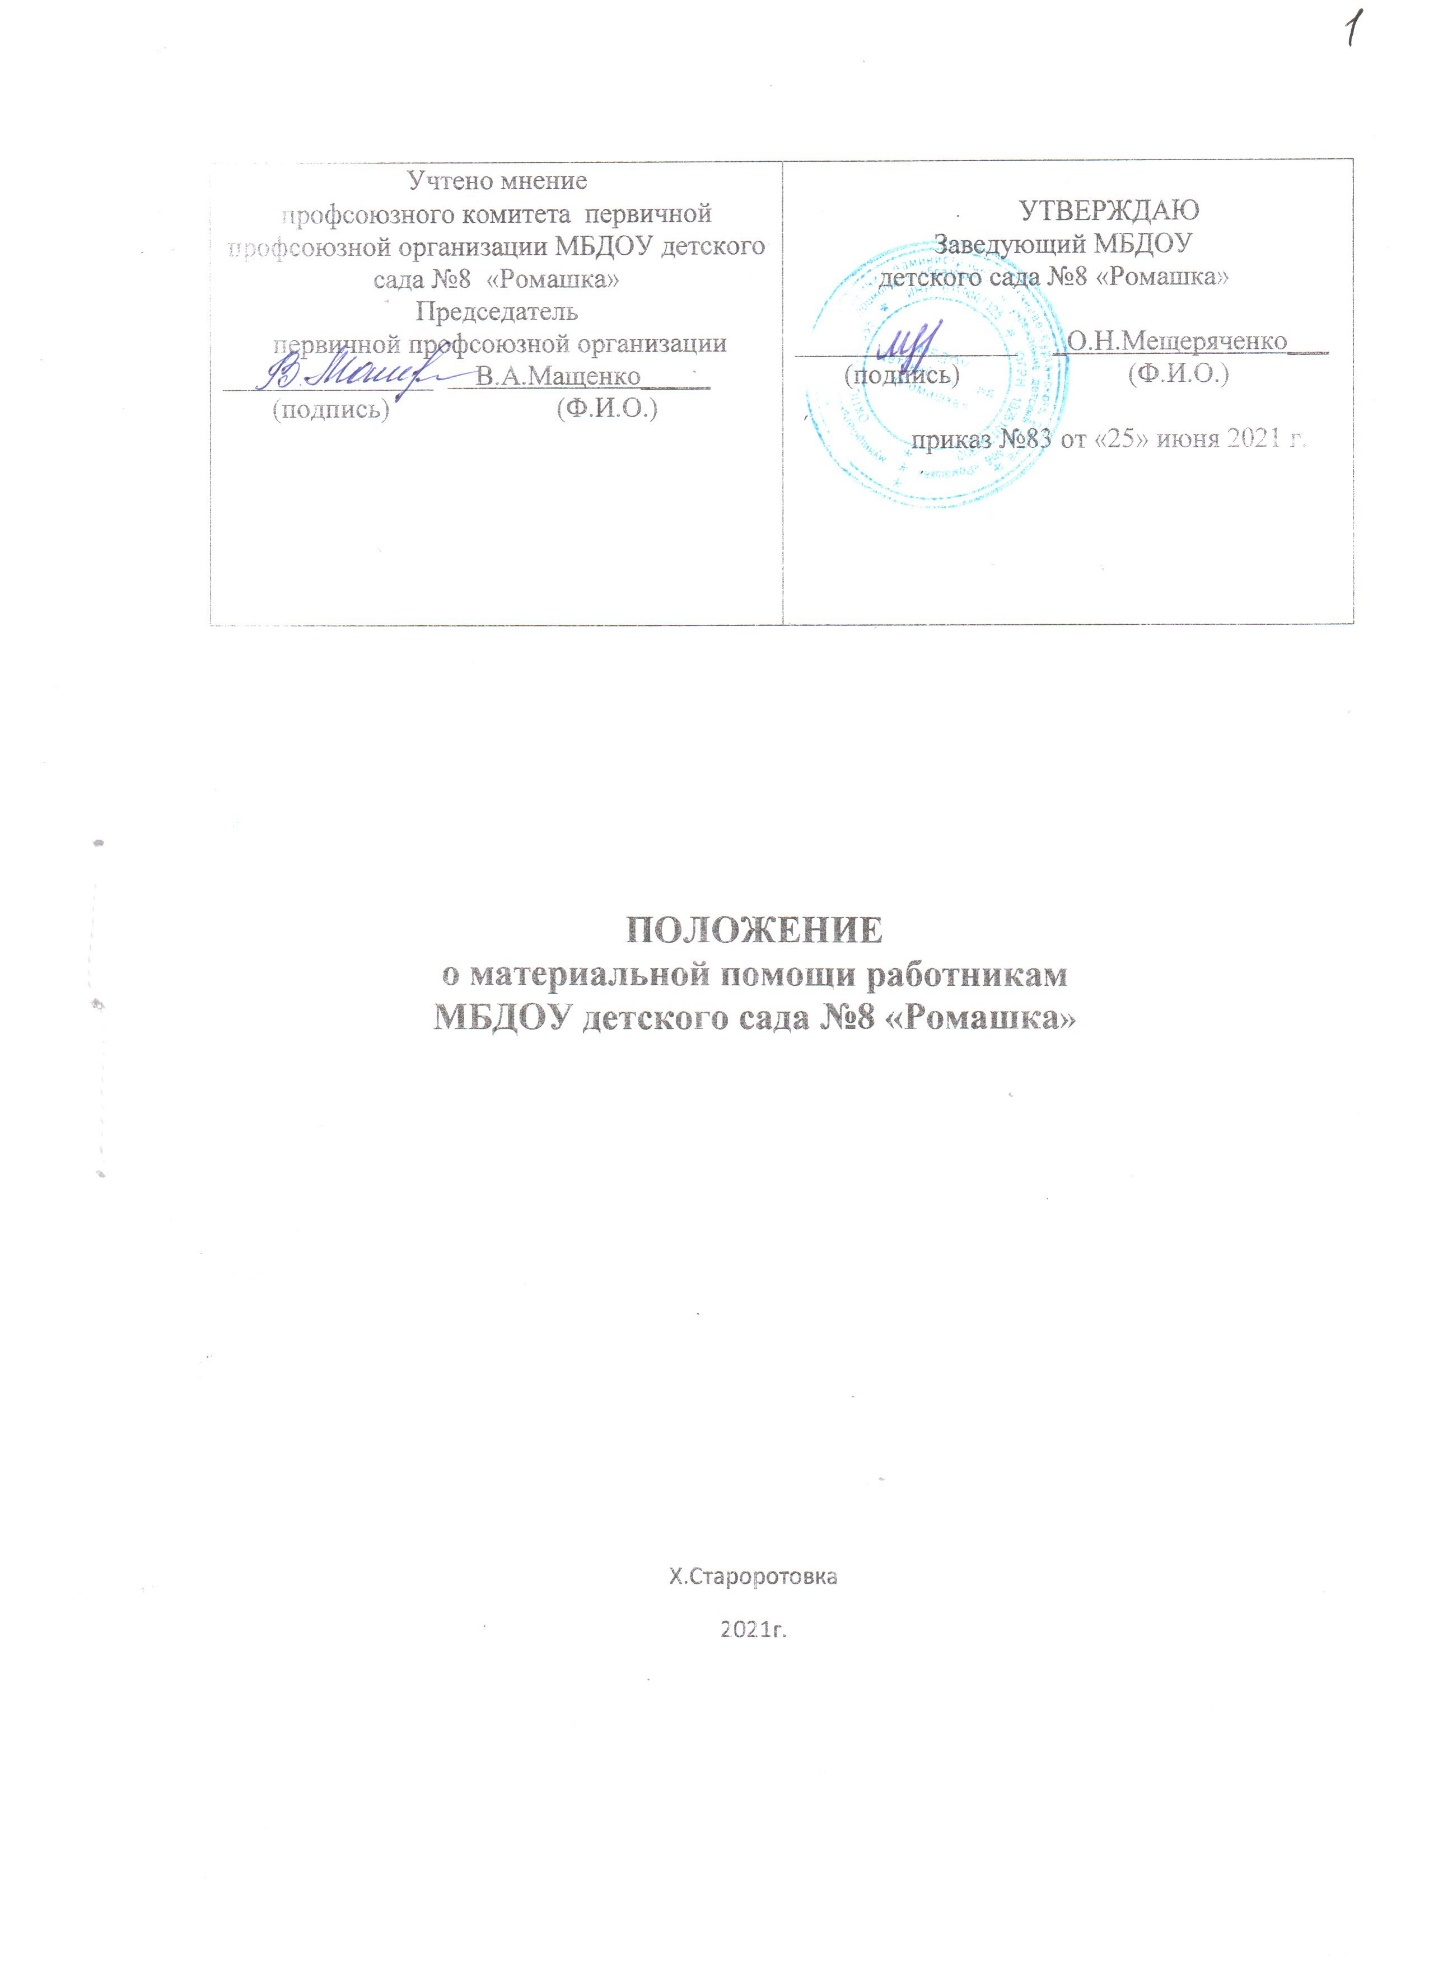 1
Учтено мнение
профсоюзного комитета первичной
профсоюзной организации МБДОУ детского
сада №8 «Ромашка»
Председатель
первичной профсоюзной организации
В.А.Мащенко
(подпись) (Ф.И.О.)
УТВЕРЖДАЮ
Заведующий МБДОУ
детского сада №8 «Ромашка»
О.Н.Мещеряченко
(подпись) (Ф.И.О.)
приказ №83 от «25» июня 2021 г.
ПОЛОЖЕНИЕ
о материальной помощи работникам
МБДОУ детского сада №8 «Ромашка»
Х.Староротовка
2021г.